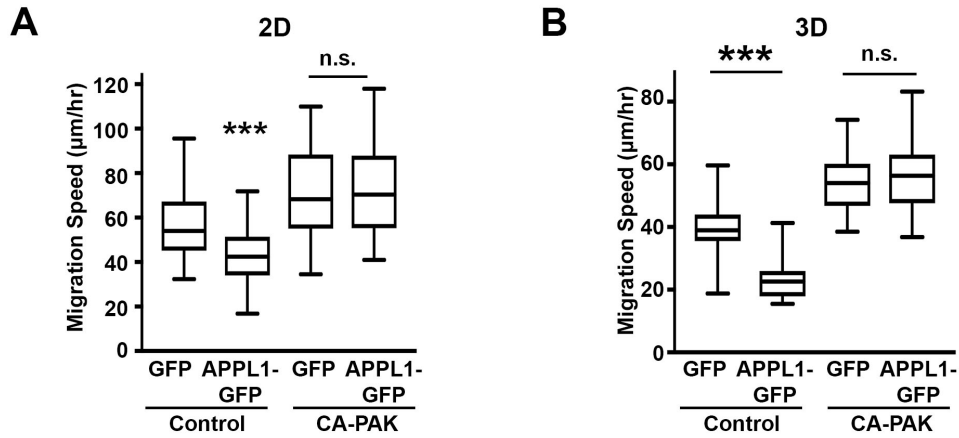 A
2D
Migration Speed (µm/hr)
120
100
80
60
40
20
0
***
n.s.
GFP APPL1-GFP GFP APPL1-GFP
Control CA-PAK
B
3D
Migration Speed (µm/hr)
80
60
40
20
0
***
n.s.
GFP APPL1-GFP GFP APPL1-GFP
Control CA-PAK